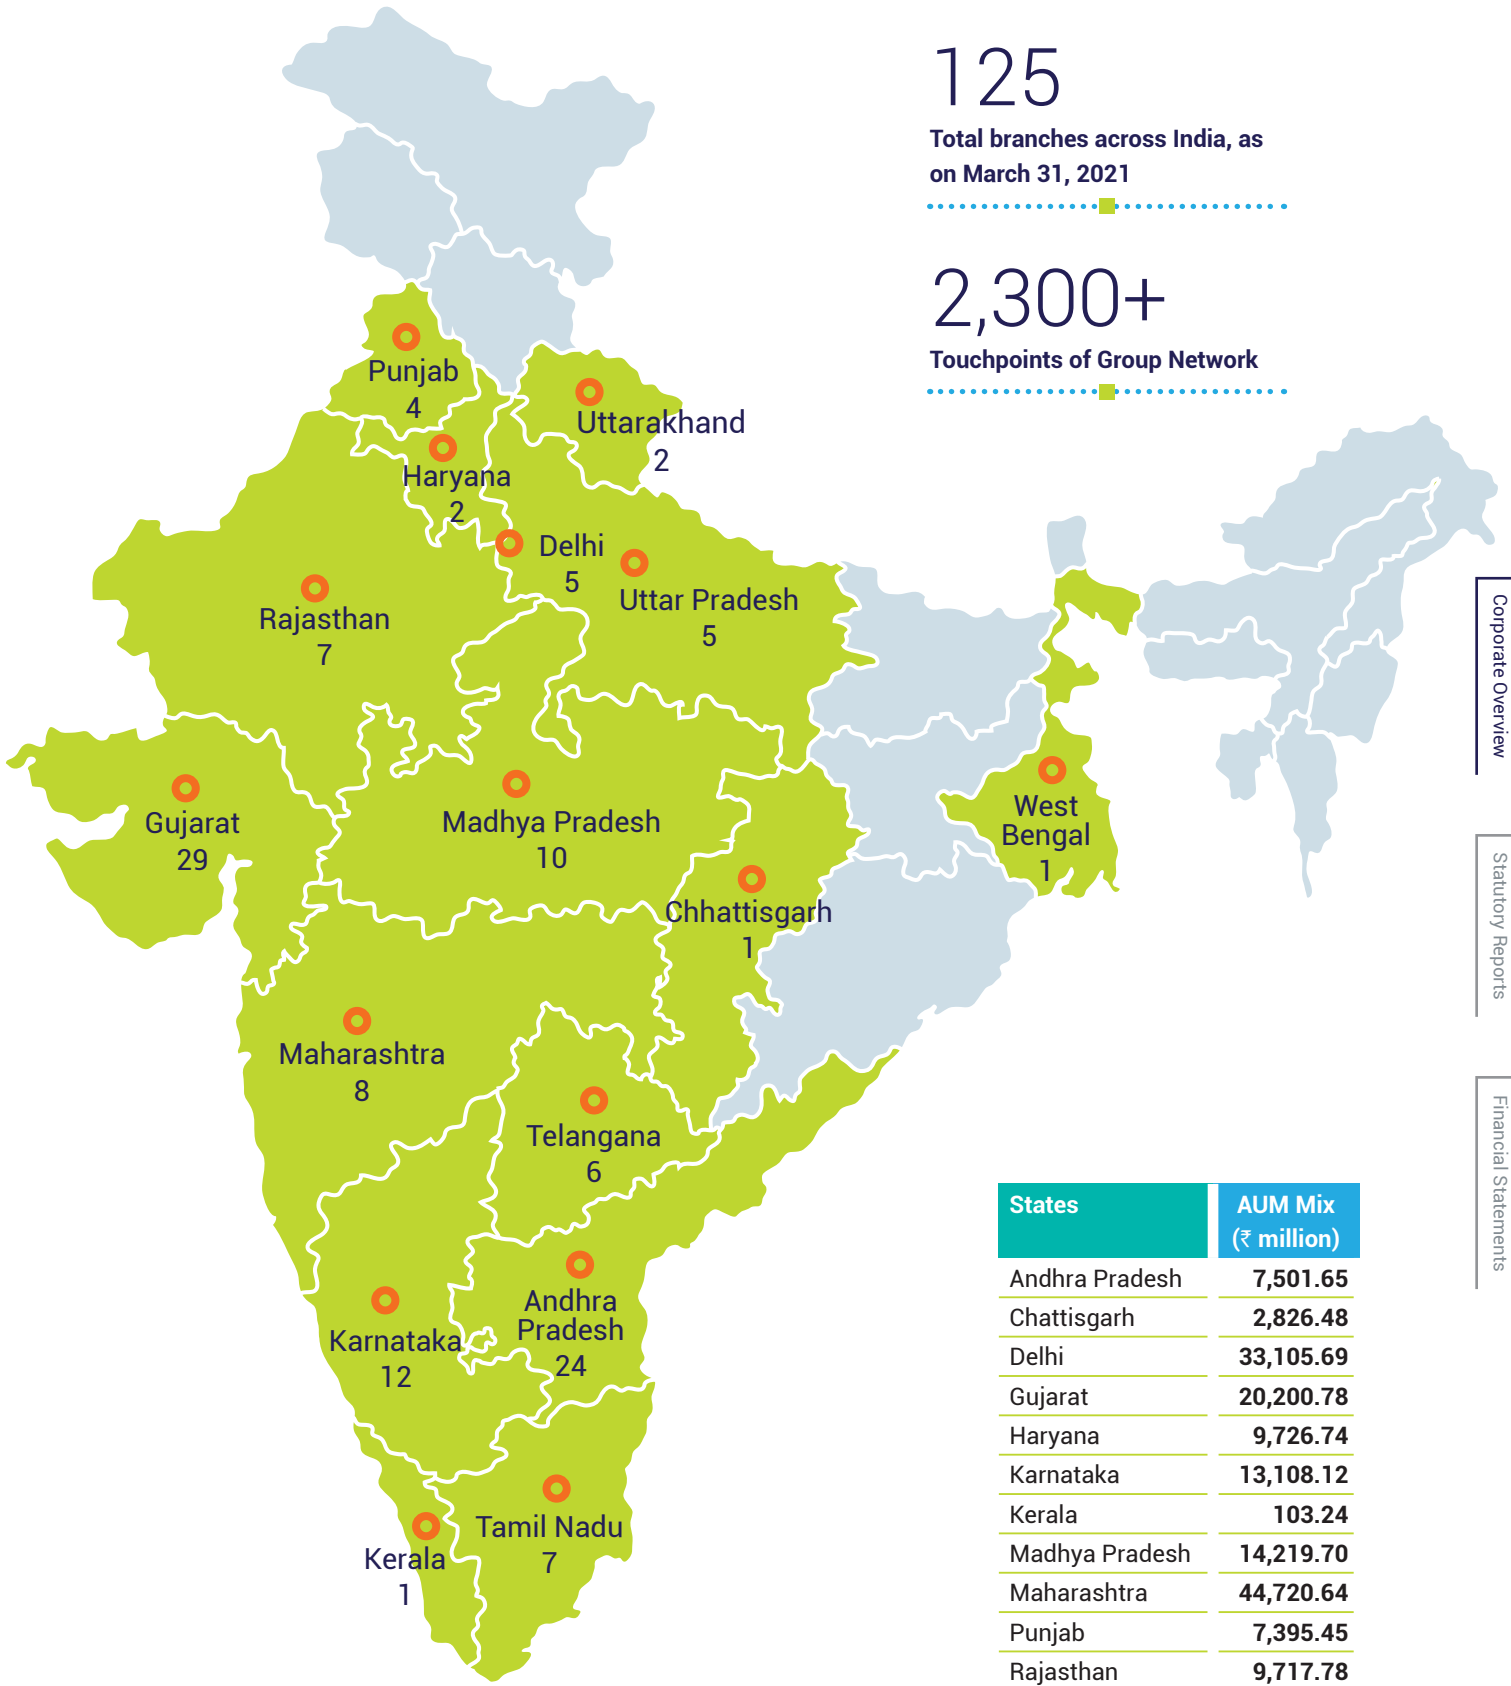 125
Total branches across India, as
on March 31, 2021
2,300+
Touchpoints of Group Network
Punjab
4
Uttarakhand
2
Haryana
2
Delhi
5
Uttar Pradesh
5
Rajasthan
7
Gujarat
29
Madhya Pradesh
10
West
Bengal
1
Chhattisgarh
1
Maharashtra
8
Telangana
6
Andhra
Pradesh
24
Karnataka
12
Tamil Nadu
7
Kerala
1
States AUM Mix
(₹ million)
Andhra Pradesh 7,501.65
Chattisgarh 2,826.48
Delhi 33,105.69
Gujarat 20,200.78
Haryana 9,726.74
Karnataka 13,108.12
Kerala 103.24
Madhya Pradesh 14,219.70
Maharashtra 44,720.64
Punjab 7,395.45
Rajasthan 9,717.78
Corporate Overview
Statutory Reports
Financial Statements